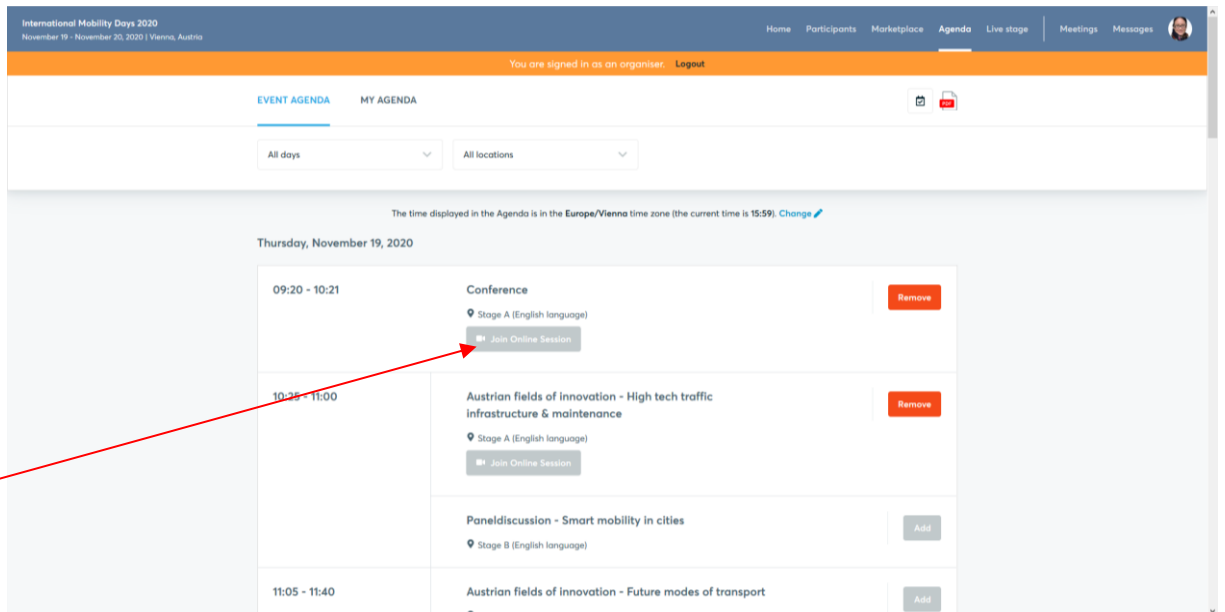 International Mobility Days 2020
November 19 - November 20, 2020 | Vienna, Austria
Home Participants Marketplace Agenda Live stage Meetings Messages
You are signed in as an organiser. Logout
EVENT AGENDA MY AGENDA
PDF
All days All locations
The time displayed in the Agenda is in the Europe/Vienna time zone (the current time is 15:59). Change
Thursday, November 19, 2020
09:20 - 10:21 Conference Remove
Stage A (English language)
Join Online Session
10:25 - 11:00 Austrian fields of innovation - High tech traffic
infrastructure & maintenance Remove
Stage A (English language)
Join Online Session
Paneldiscussion - Smart mobility in cities Add
Stage B (English language)
11:05 - 11:40 Austrian fields of innovation - Future modes of transport Add